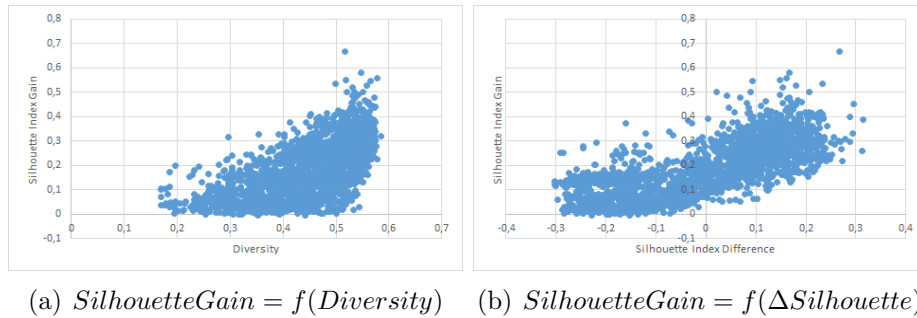 0,8
0,7
0,6
0,5
0,4
0,3
0,2
0,1
0
-0,1
Silhouette Index Gain
0 0,1 0,2 0,3 0,4 0,5 0,6 0,7
Diversity
0,8
0,7
0,6
0,5
0,4
0,3
0,2
0,1
0
-0,1
Silhouette Index Gain
-0,4 -0,3 -0,2 -0,1 0 0,1 0,2 0,3 0,4
Silhouette Index Difference
(a) SilhouetteGain = f(Diversity)
(b) SilhouetteGain = f(ΔSilhouette)